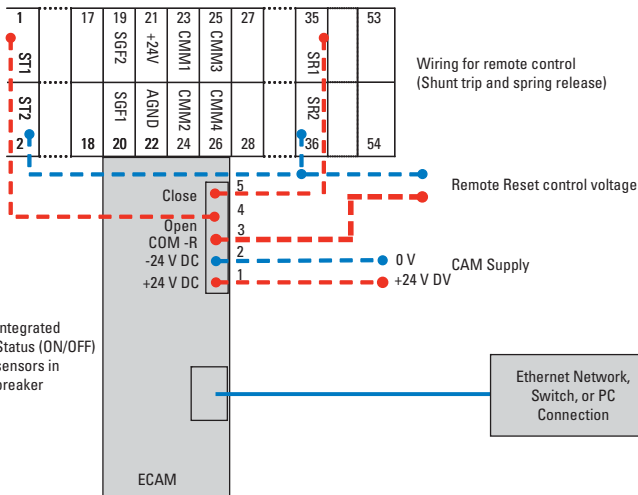 1 17 19 21 23 25 27 35 53
ST1 SGF2 +24V CMM1 CMM3 SR1
ST2 SGF1 AGND CMM2 CMM4 SR2
2 18 20 22 24 26 28 36 54
Wiring for remote control
(Shunt trip and spring release)
Remote Reset control voltage
Close 5
4
Open
COM -R 3
-24 V DC 2
+24 V DC 1
0 V
CAM Supply
+24 V DV
ntegrated
Status (ON/OFF)
sensors in
breaker
Ethernet Network,
Switch, or PC
Connection
ECAM